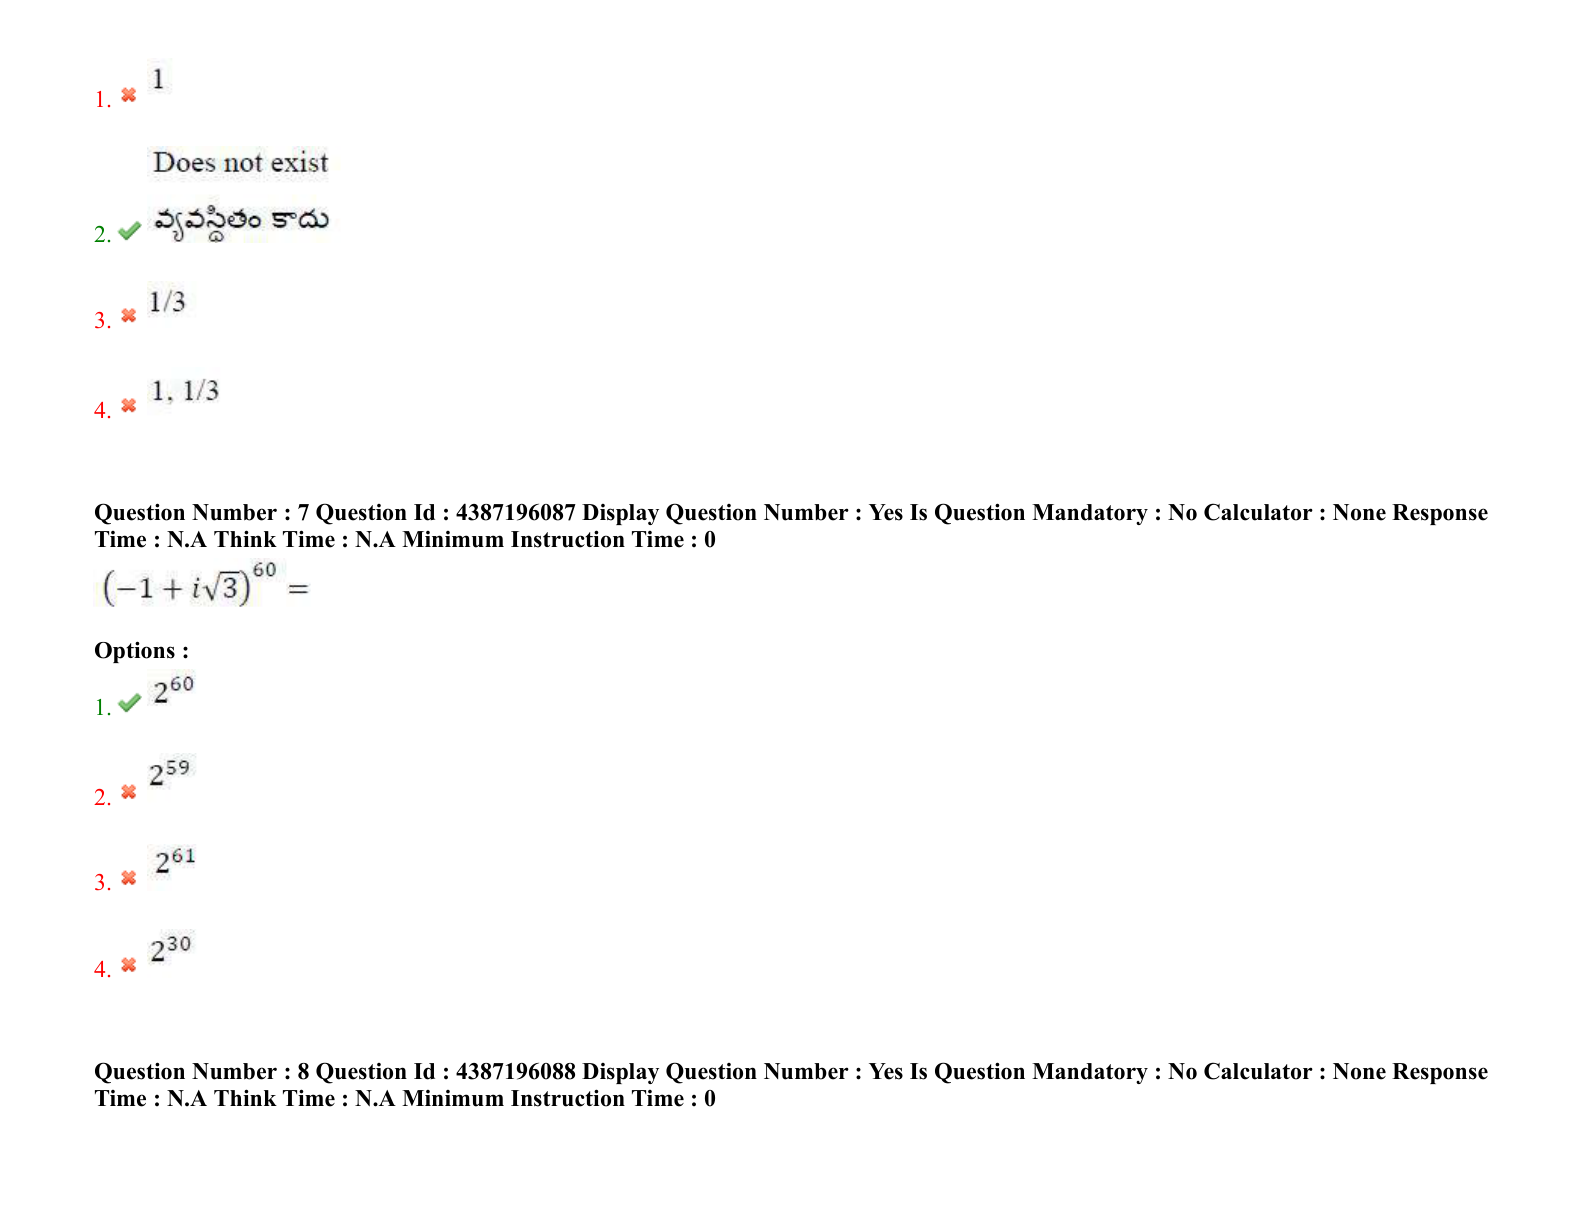 1. 1
Does not exist
2. వ్యవస్థితం కాదు
3. 1/3
4. 1, 1/3
Question Number : 7 Question Id : 4387196087 Display Question Number : Yes Is Question Mandatory : No Calculator : None Response
Time : N.A Think Time : N.A Minimum Instruction Time : 0
(−1 + i√3)^60 =
Options :
1. 2^60
2. 2^59
3. 2^61
4. 2^30
Question Number : 8 Question Id : 4387196088 Display Question Number : Yes Is Question Mandatory : No Calculator : None Response
Time : N.A Think Time : N.A Minimum Instruction Time : 0